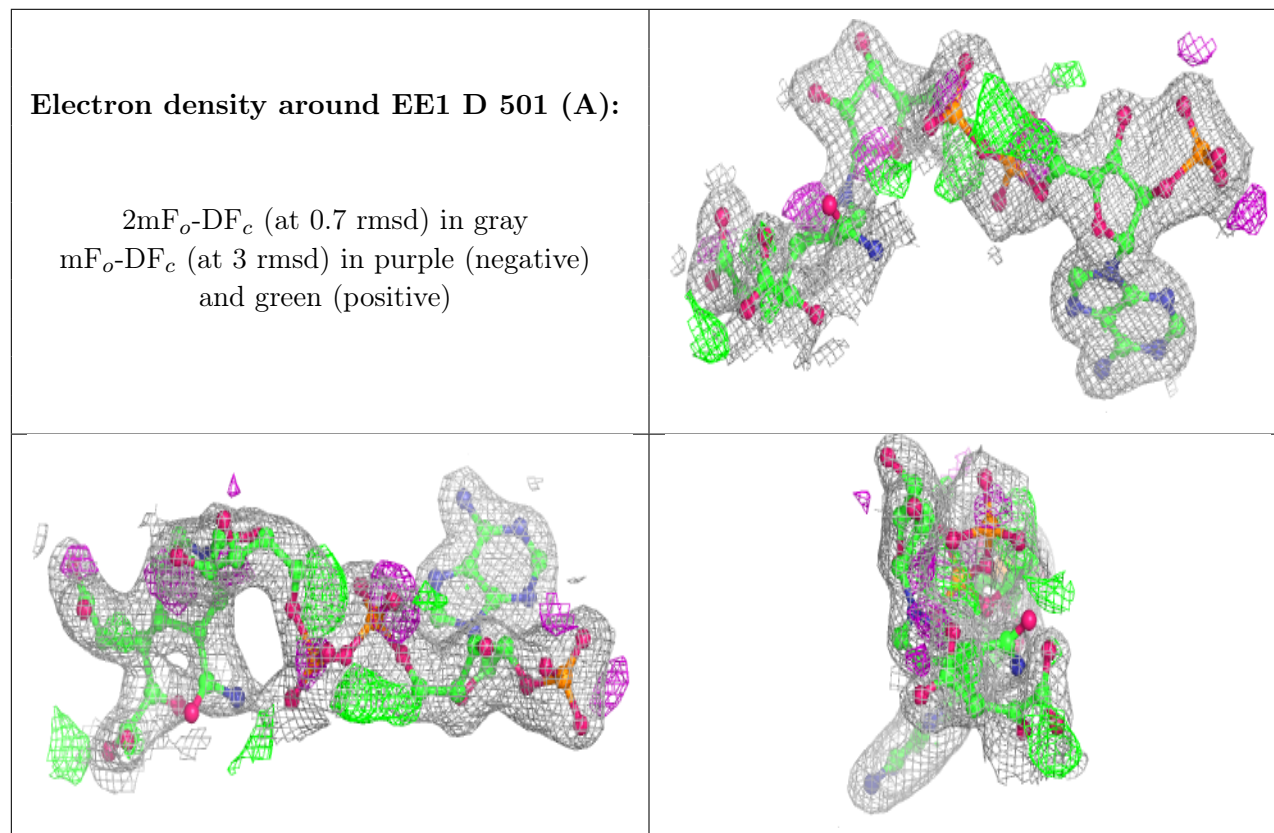 Electron density around EE1 D 501 (A):
2mFo-DFc (at 0.7 rmsd) in gray
mFo-DFc (at 3 rmsd) in purple (negative)
and green (positive)